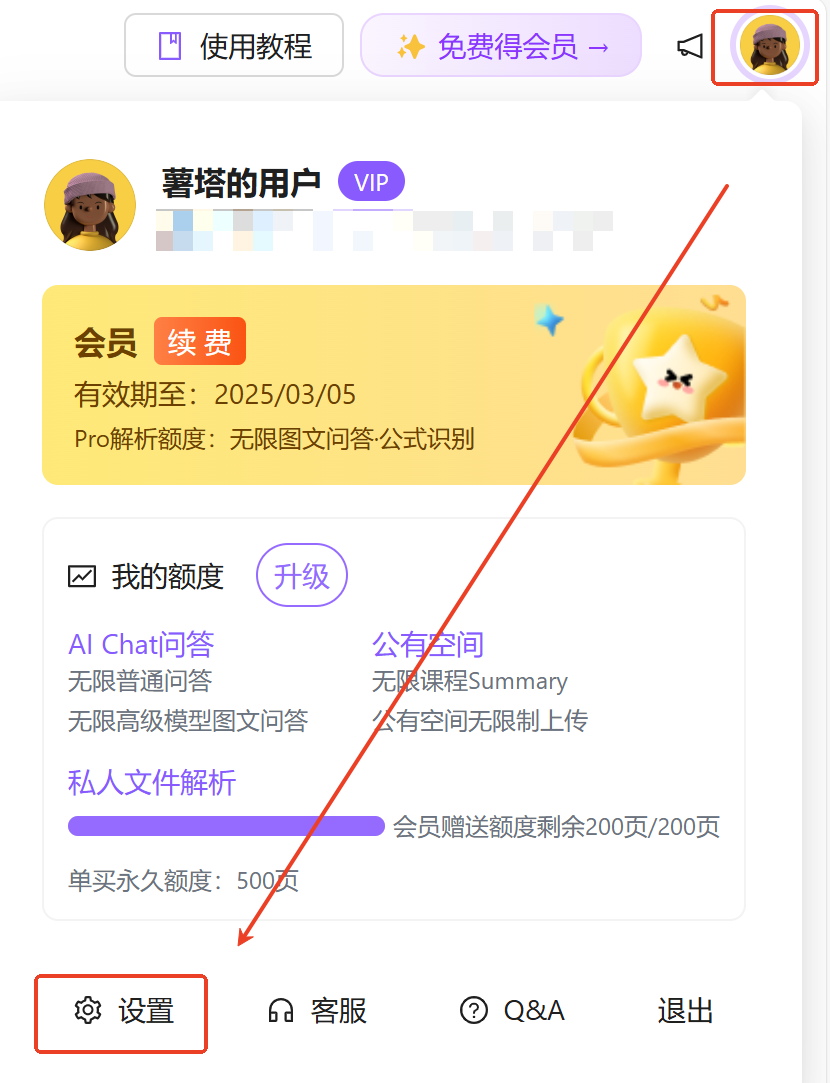 使用教程
免费得会员 →
薯塔的用户 VIP
会员 续费
有效期至：2025/03/05
Pro解析额度：无限图文问答·公式识别
我的额度 升级
AI Chat问答 公有空间
无限普通问答 无限课程Summary
无限高级模型图文问答 公有空间无限制上传
私人文件解析
会员赠送额度剩余200页/200页
单买永久额度：500页
设置 客服 Q&A 退出